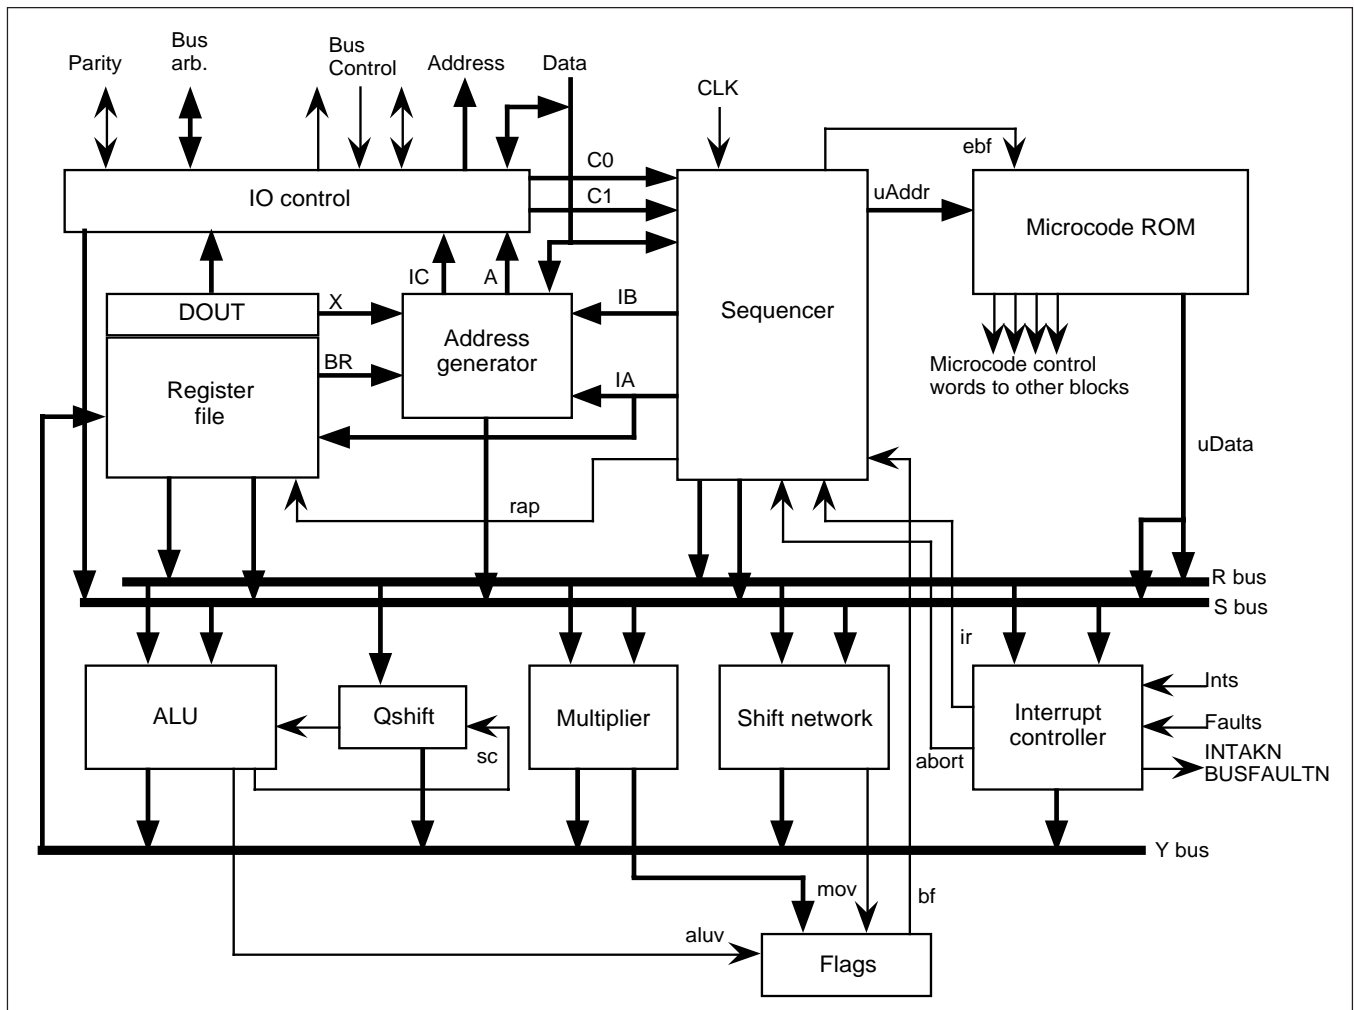 Parity
Bus
arb.
Bus
Control
Address
Data
CLK
ebf
C0
C1
uAddr
IO control
Microcode ROM
IC
A
X
IB
DOUT
Sequencer
Address
generator
BR
IA
Register
file
Microcode control
words to other blocks
uData
rap
R bus
S bus
ir
Ints
ALU
Qshift
Multiplier
Shift network
Interrupt
controller
Faults
sc
abort
INTAKN
BUSFAULTN
Y bus
mov
bf
aluv
Flags